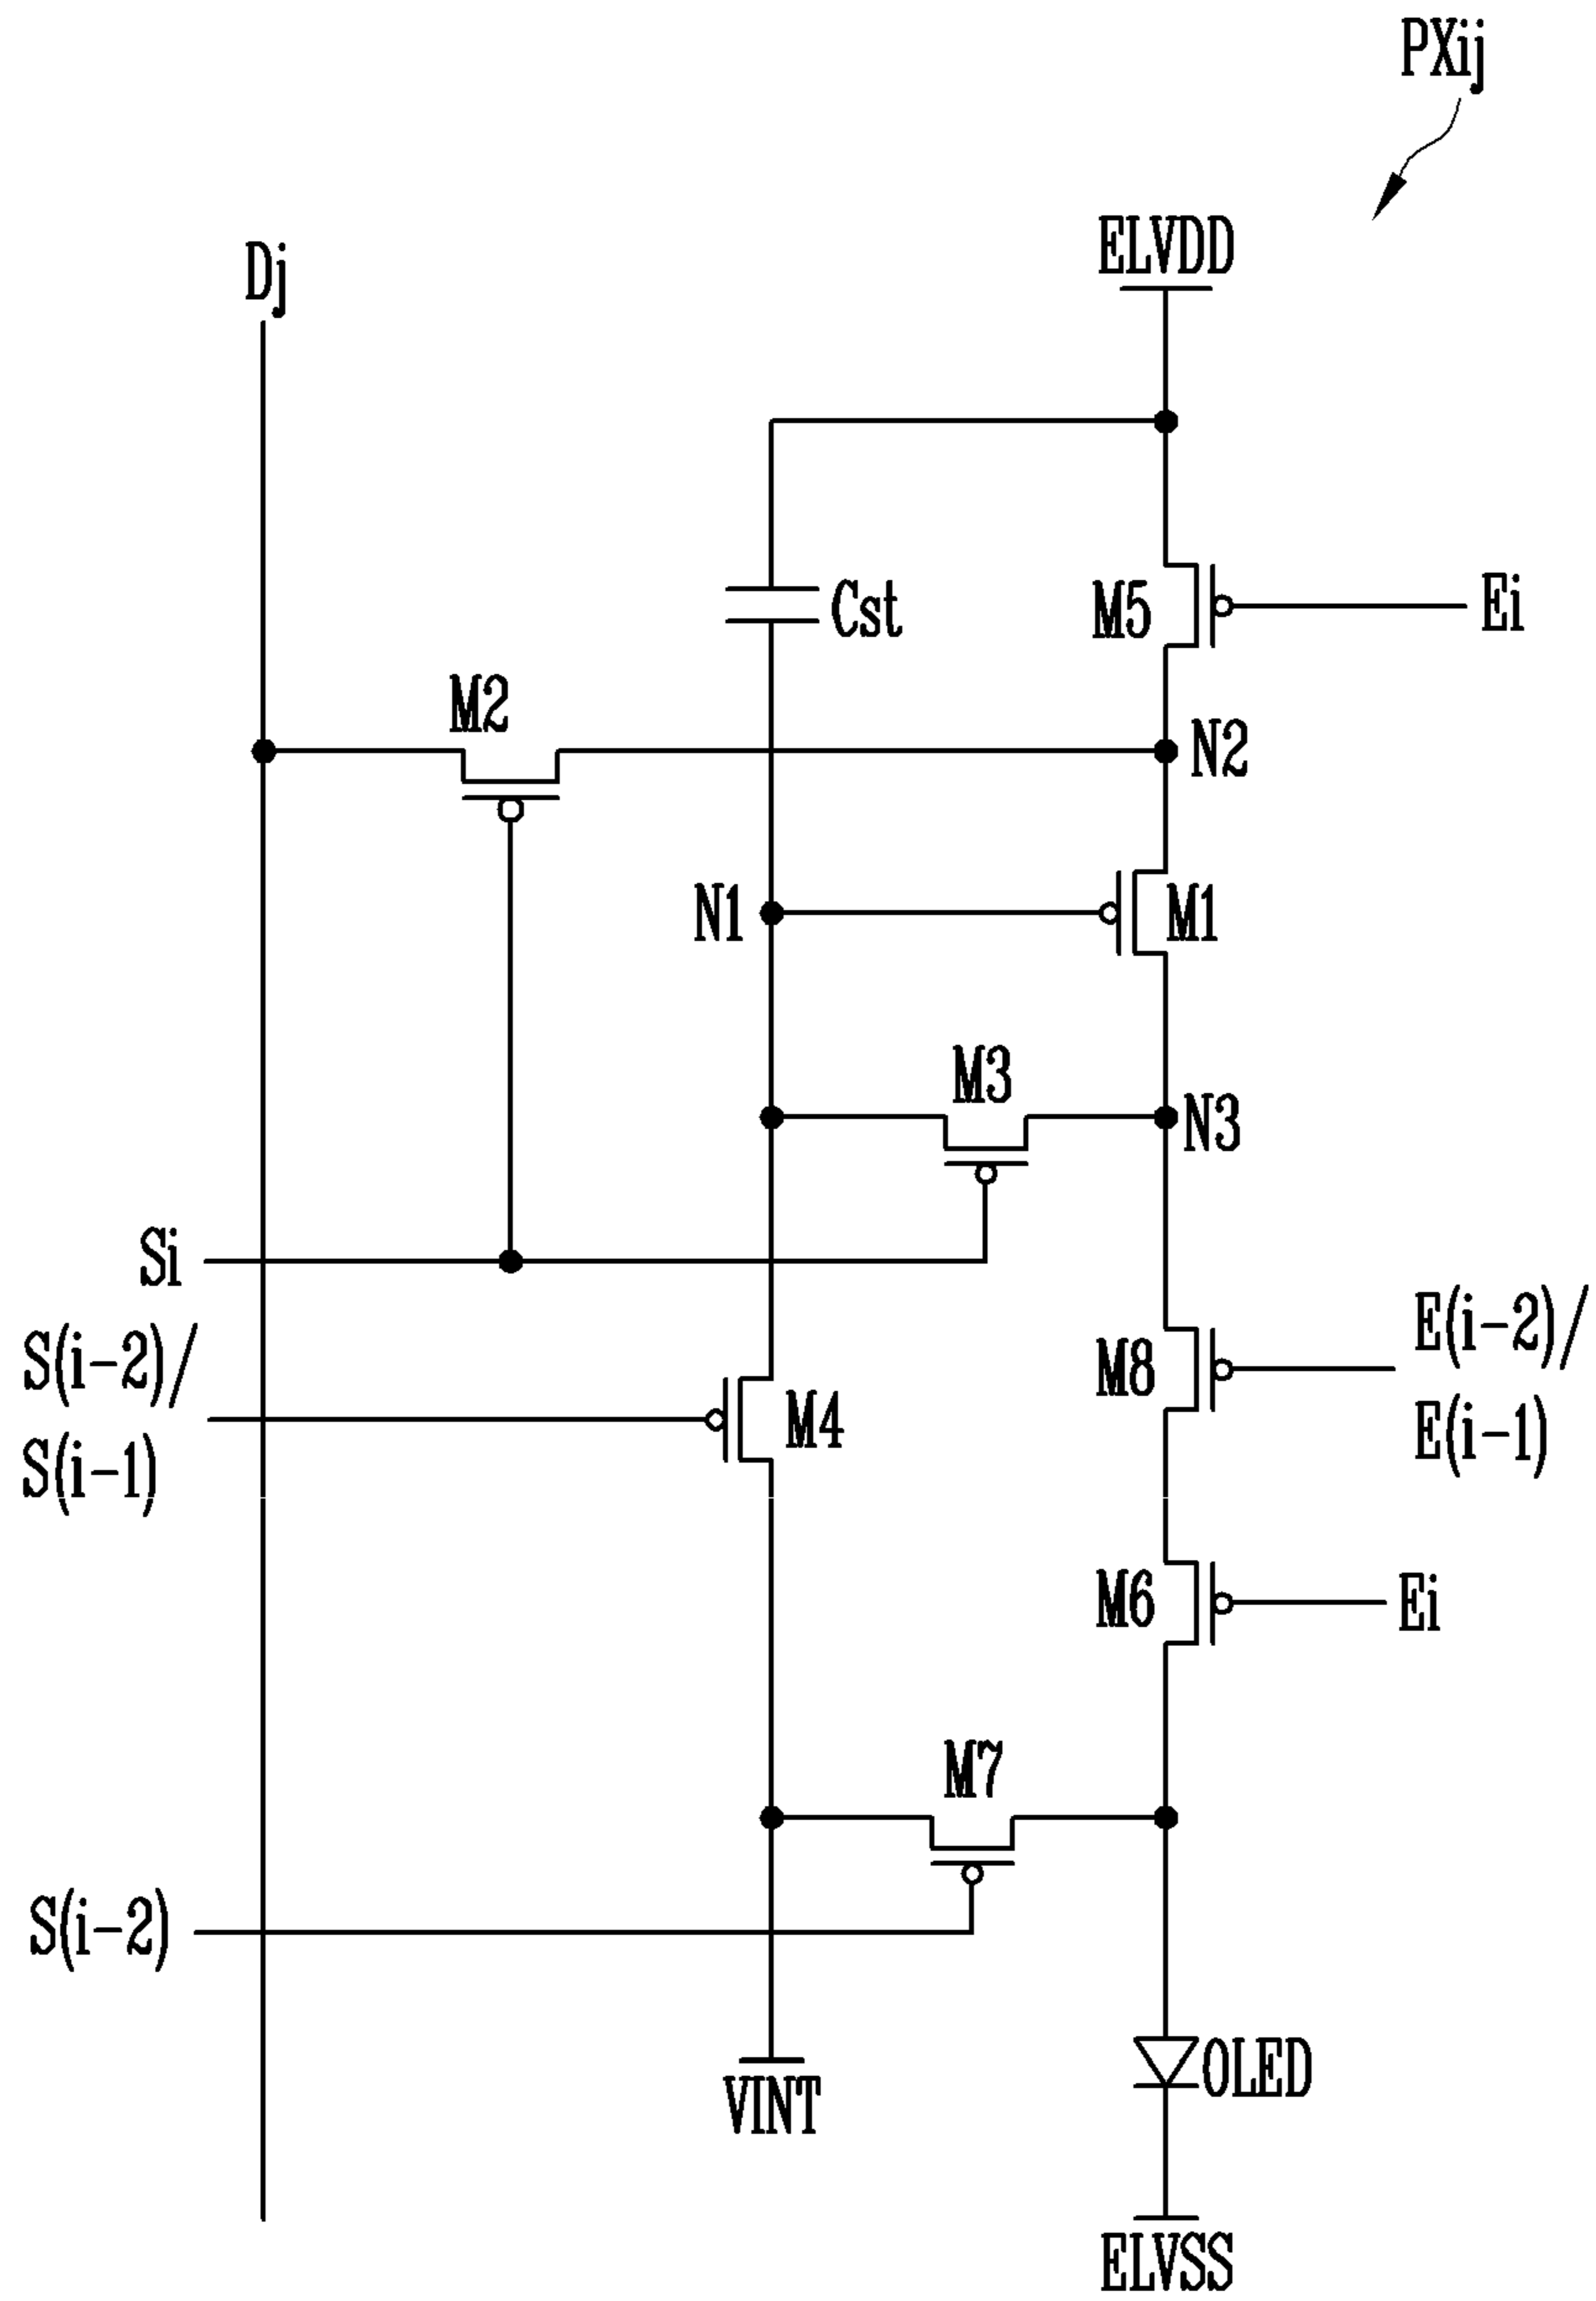 PXij
ELVDD
Dj
M5
Ei
Cst
M2
N2
N1
M1
M3
N3
Si
S(i-2)/
S(i-1)
M4
M8
E(i-2)/
E(i-1)
M6
Ei
M7
S(i-2)
OLED
VINT
ELVSS